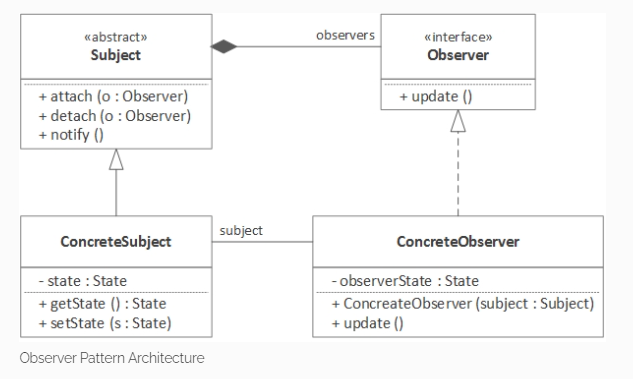 «abstract»
Subject
+ attach (o : Observer)
+ detach (o : Observer)
+ notify ()
observers
«interface»
Observer
+ update ()
ConcreteSubject
- state : State
+ getState () : State
+ setState (s : State)
subject
ConcreteObserver
- observerState : State
+ ConcreateObserver (subject : Subject)
+ update ()
Observer Pattern Architecture